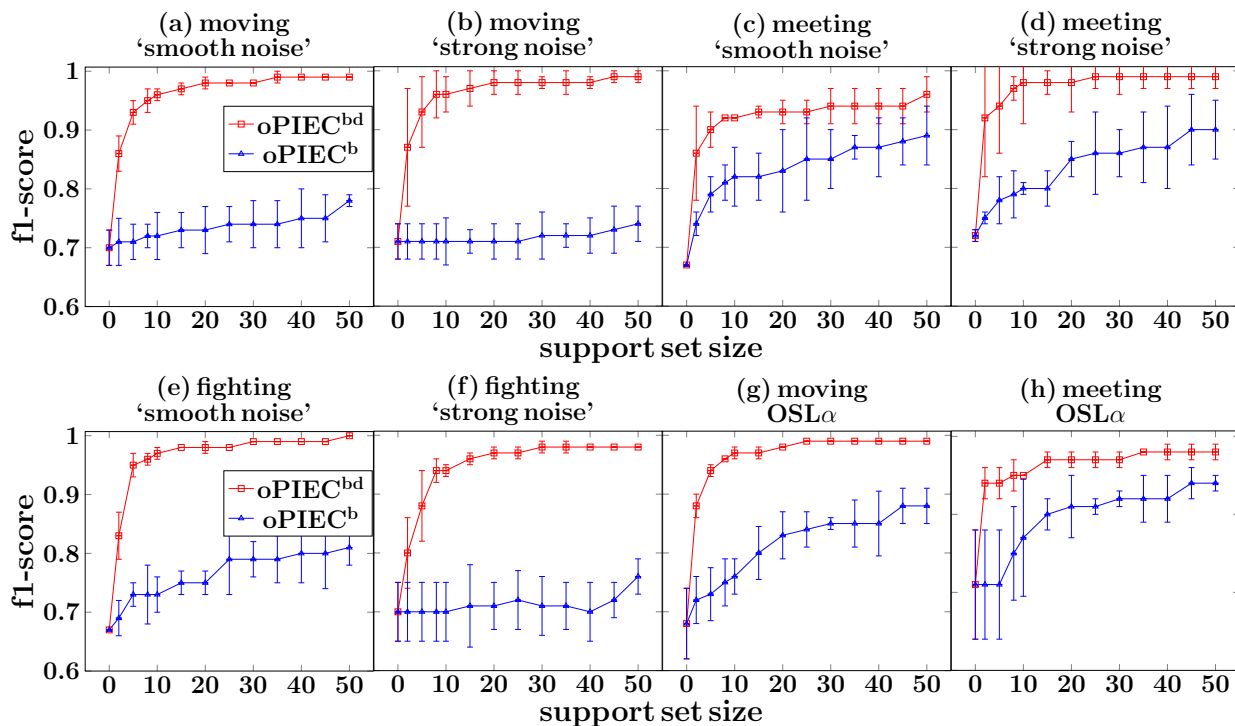 (a) moving
'smooth noise'
(b) moving
'strong noise'
(c) meeting
'smooth noise'
(d) meeting
'strong noise'
f1-score
1
0.9
0.8
0.7
0.6
oPIEC^bd
oPIEC^b
0 10 20 30 40 50
0 10 20 30 40 50
0 10 20 30 40 50
0 10 20 30 40 50
support set size
(e) fighting
'smooth noise'
(f) fighting
'strong noise'
(g) moving
OSLα
(h) meeting
OSLα
f1-score
1
0.9
0.8
0.7
0.6
oPIEC^bd
oPIEC^b
0 10 20 30 40 50
0 10 20 30 40 50
0 10 20 30 40 50
0 10 20 30 40 50
support set size